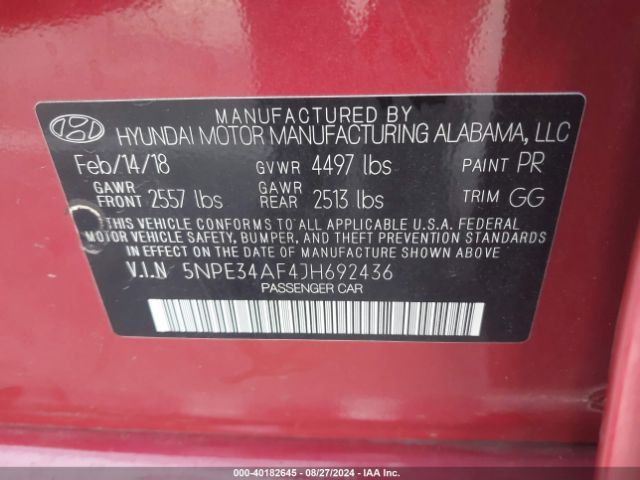 MANUFACTURED BY
HYUNDAI MOTOR MANUFACTURING ALABAMA, LLC
Feb/14/18 GVWR 4497 lbs PAINT PR
GAWR FRONT 2557 lbs GAWR REAR 2513 lbs TRIM GG
THIS VEHICLE CONFORMS TO ALL APPLICABLE U.S.A. FEDERAL
MOTOR VEHICLE SAFETY, BUMPER, AND THEFT PREVENTION STANDARDS
IN EFFECT ON THE DATE OF MANUFACTURE SHOWN ABOVE.
V.I.N 5NPE34AF4JH692436
PASSENGER CAR
000-40182645 - 08/27/2024 - IAA Inc.